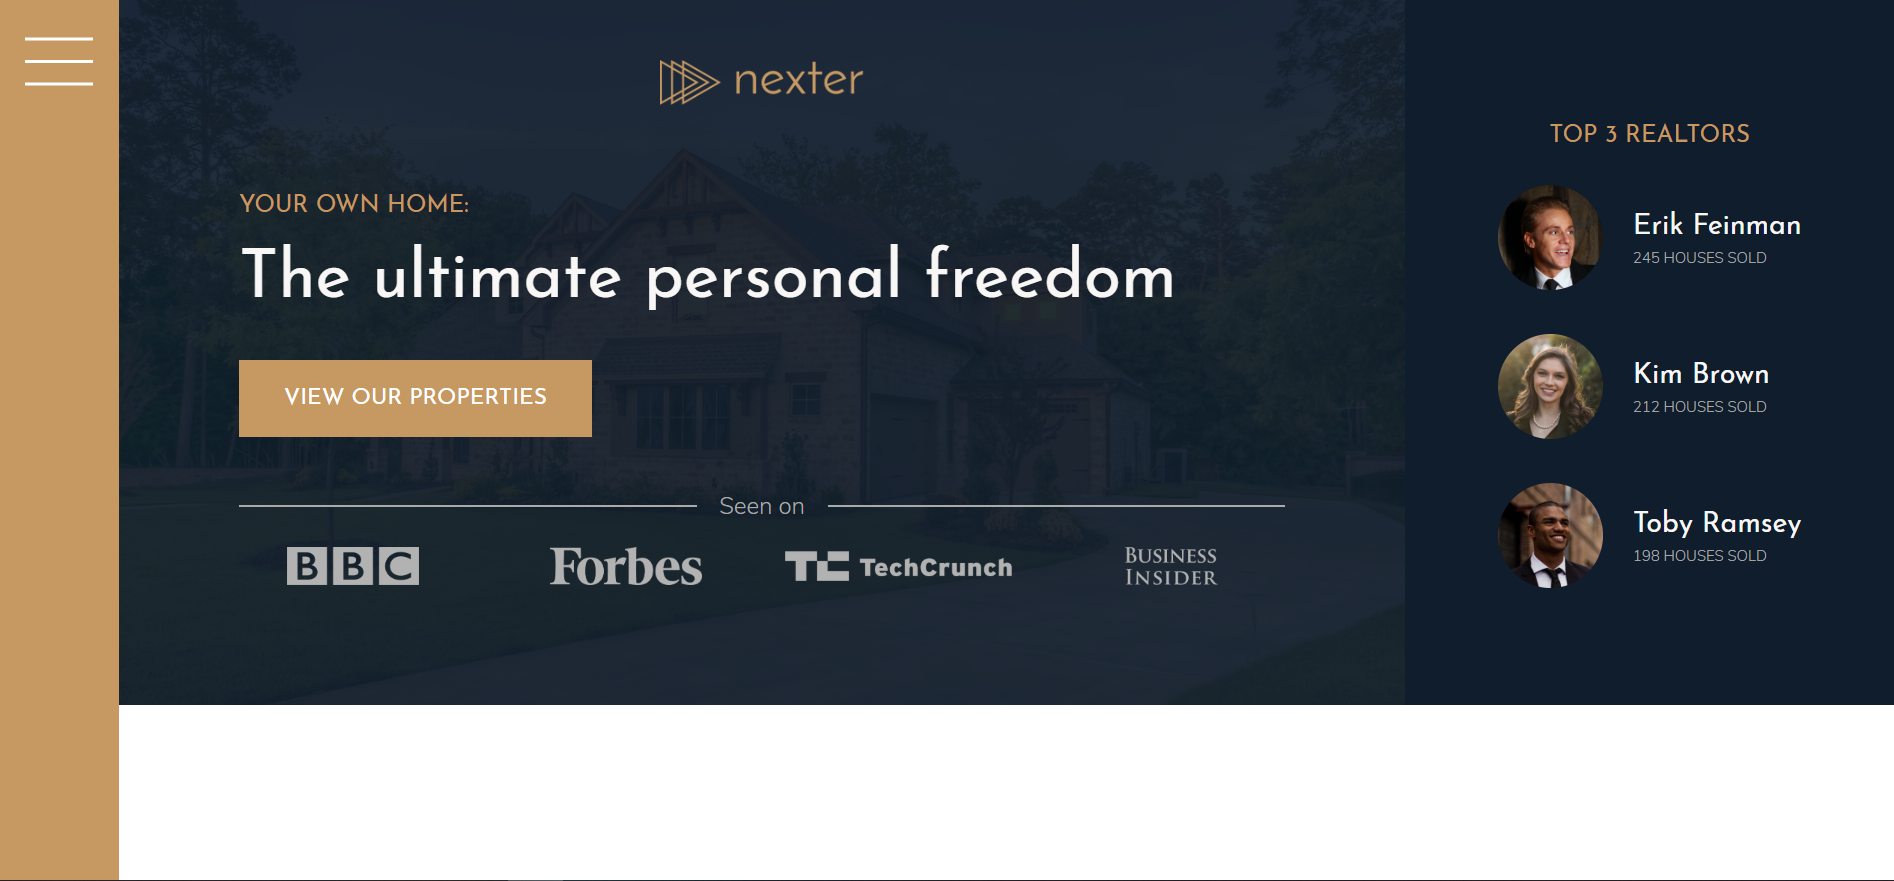 nexter
YOUR OWN HOME:
The ultimate personal freedom
VIEW OUR PROPERTIES
Seen on
BBC
Forbes
TC TechCrunch
BUSINESS
INSIDER
TOP 3 REALTORS
Erik Feinman
245 HOUSES SOLD
Kim Brown
212 HOUSES SOLD
Toby Ramsey
198 HOUSES SOLD